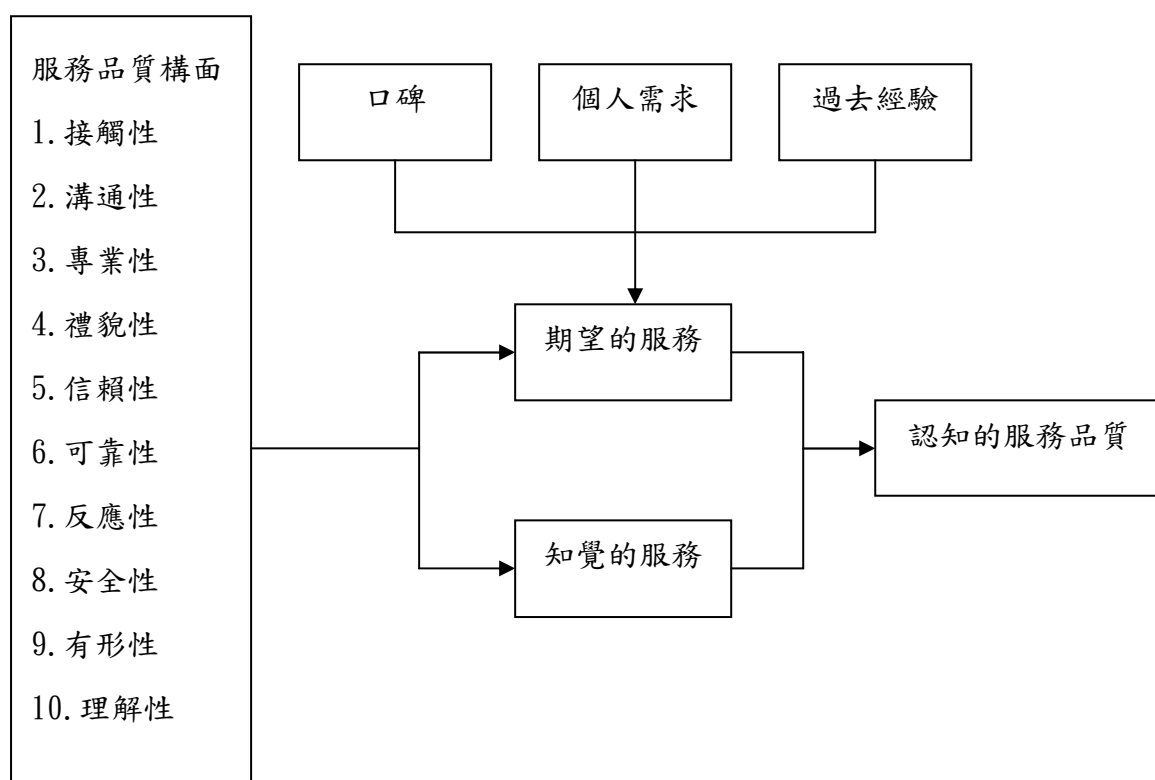 服務品質構面
1.接觸性
2.溝通性
3.專業性
4.禮貌性
5.信賴性
6.可靠性
7.反應性
8.安全性
9.有形性
10.理解性
口碑
個人需求
過去經驗
期望的服務
知覺的服務
認知的服務品質